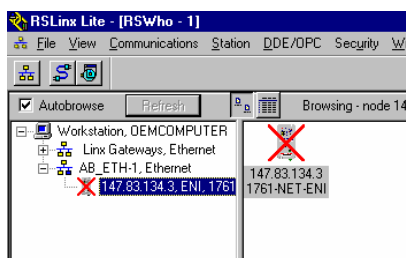 RSLinx Lite - [RSWho - 1]
File View Communications Station DDE/OPC Security W
Autobrowse Refresh Browsing - node 14
Workstation, OEMCOMPUTER
Linx Gateways, Ethernet
AB_ETH-1, Ethernet
147.83.134.3, ENI, 1761
147.83.134.3
1761-NET-ENI